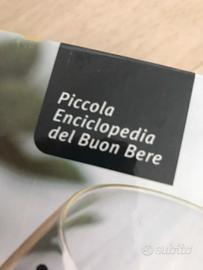 Piccola
Enciclopedia
del Buon Bere
subito